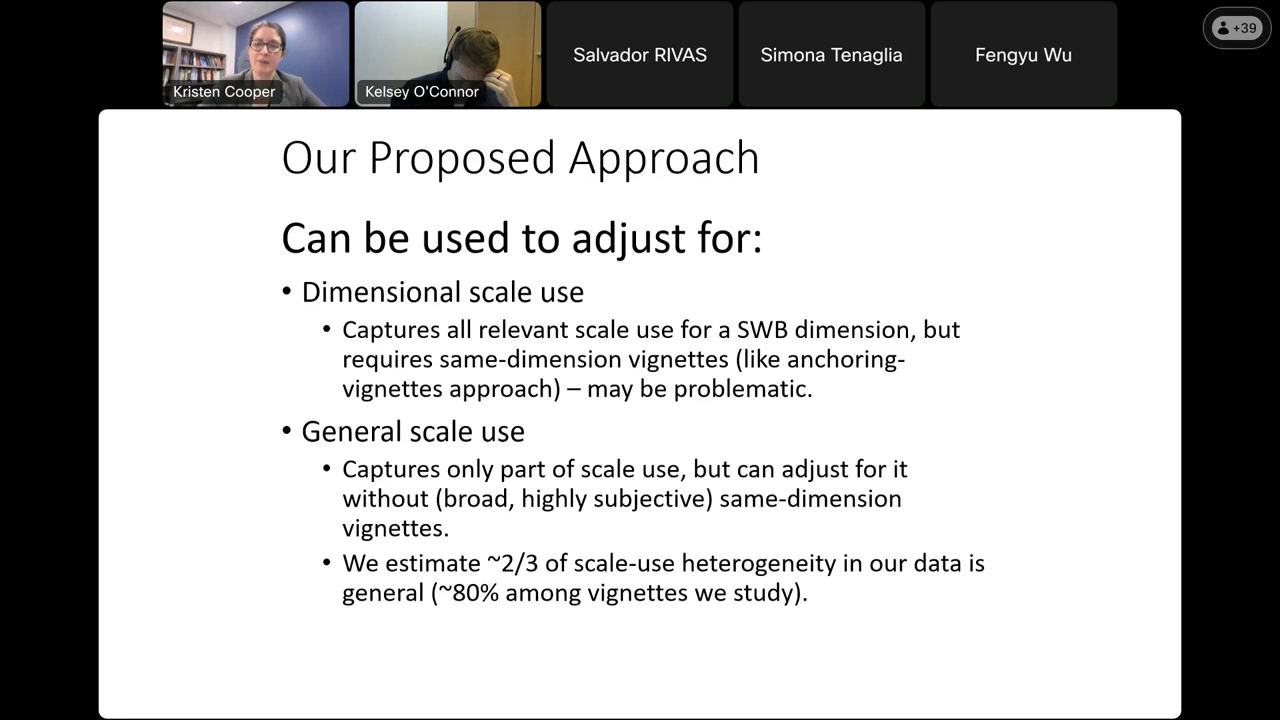 Kristen Cooper
Kelsey O'Connor
Salvador RIVAS
Simona Tenaglia
Fengyu Wu
+39
Our Proposed Approach
Can be used to adjust for:
• Dimensional scale use
• Captures all relevant scale use for a SWB dimension, but
requires same-dimension vignettes (like anchoring-
vignettes approach) – may be problematic.
• General scale use
• Captures only part of scale use, but can adjust for it
without (broad, highly subjective) same-dimension
vignettes.
• We estimate ~2/3 of scale-use heterogeneity in our data is
general (~80% among vignettes we study).